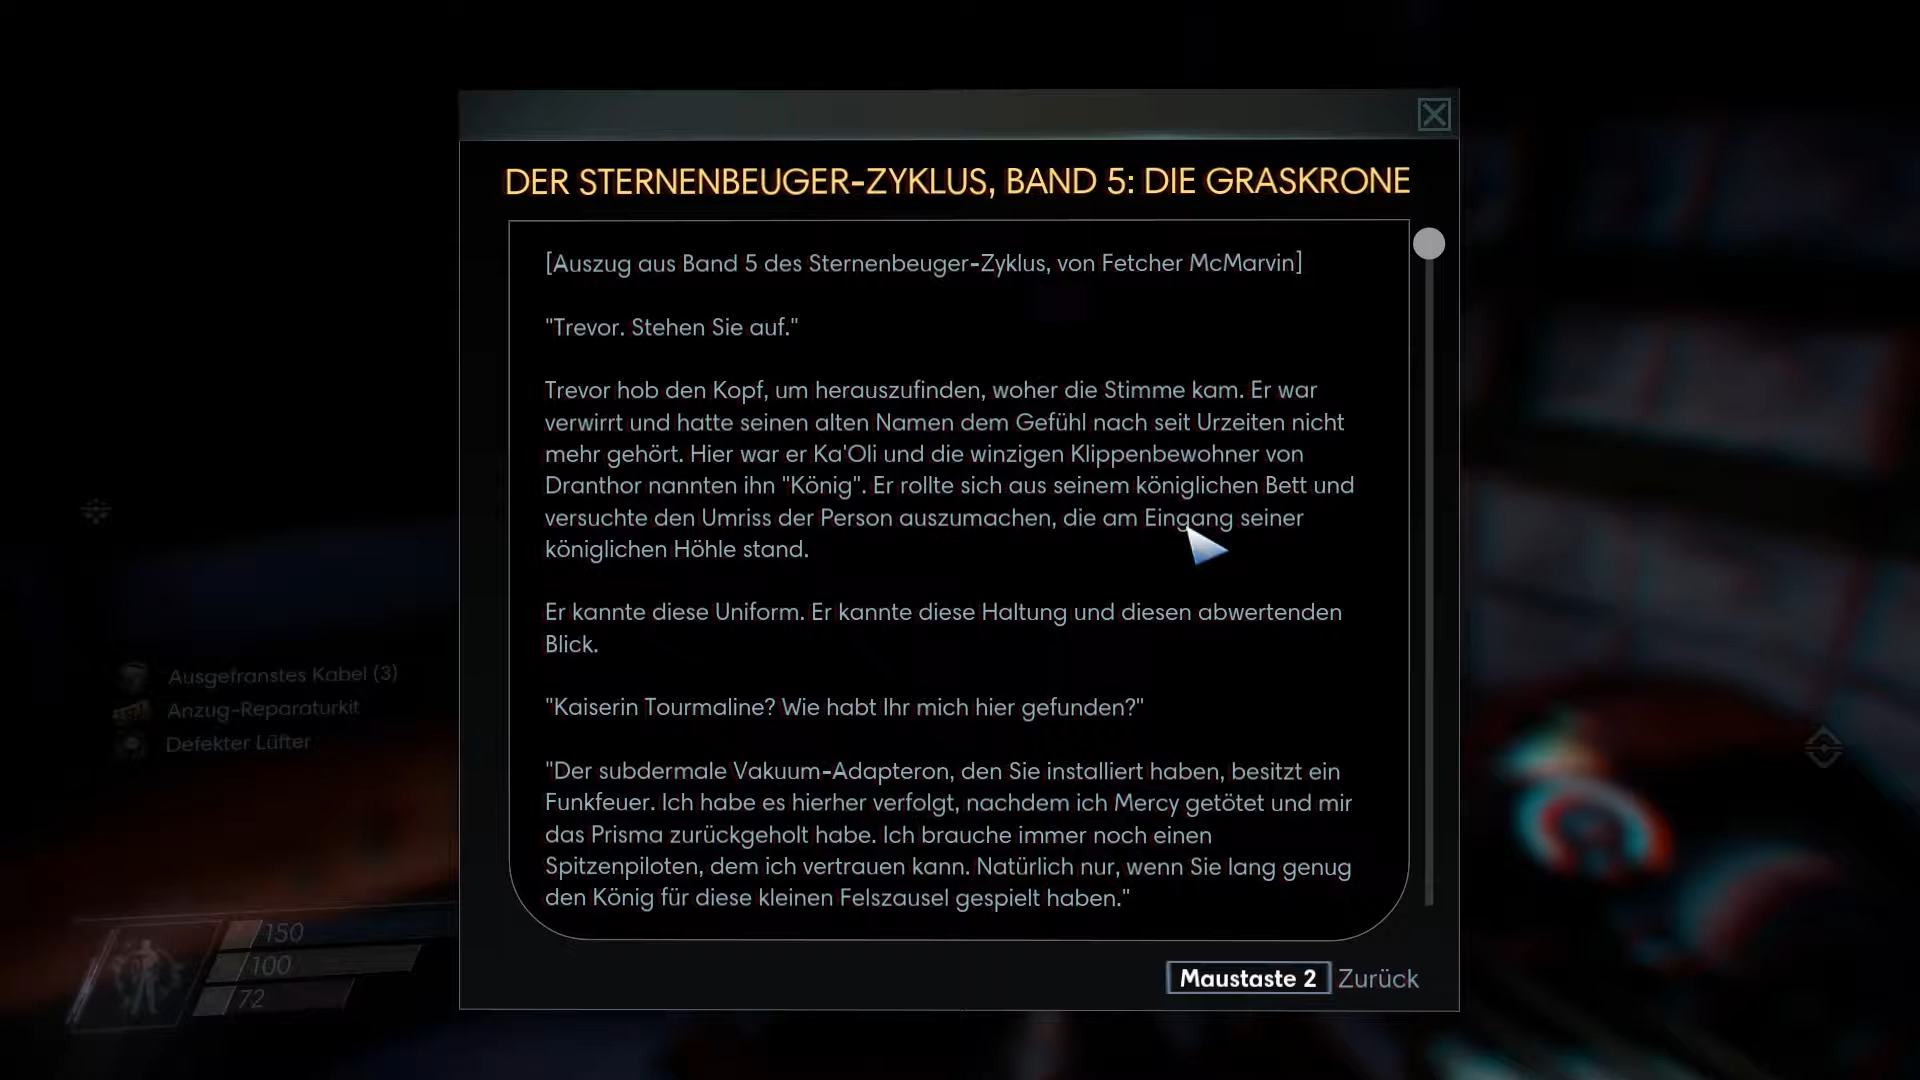 DER STERNENBEUGER-ZYKLUS, BAND 5: DIE GRASKRONE
[Auszug aus Band 5 des Sternenbeuger-Zyklus, von Fetcher McMarvin]
"Trevor. Stehen Sie auf."
Trevor hob den Kopf, um herauszufinden, woher die Stimme kam. Er war
verwirrt und hatte seinen alten Namen dem Gefühl nach seit Urzeiten nicht
mehr gehört. Hier war er Ka'Oli und die winzigen Klippenbewohner von
Dranthor nannten ihn "König". Er rollte sich aus seinem königlichen Bett und
versuchte den Umriss der Person auszumachen, die am Eingang seiner
königlichen Höhle stand.
Er kannte diese Uniform. Er kannte diese Haltung und diesen abwertenden
Blick.
"Kaiserin Tourmaline? Wie habt Ihr mich hier gefunden?"
"Der subdermale Vakuum-Adapteron, den Sie installiert haben, besitzt ein
Funkfeuer. Ich habe es hierher verfolgt, nachdem ich Mercy getötet und mir
das Prisma zurückgeholt habe. Ich brauche immer noch einen
Spitzenpiloten, dem ich vertrauen kann. Natürlich nur, wenn Sie lang genug
den König für diese kleinen Felszausel gespielt haben."
Maustaste 2 Zurück
Ausgefranstes Kabel (3)
Anzug-Reparaturkit
Defekter Lüfter
150
100
72